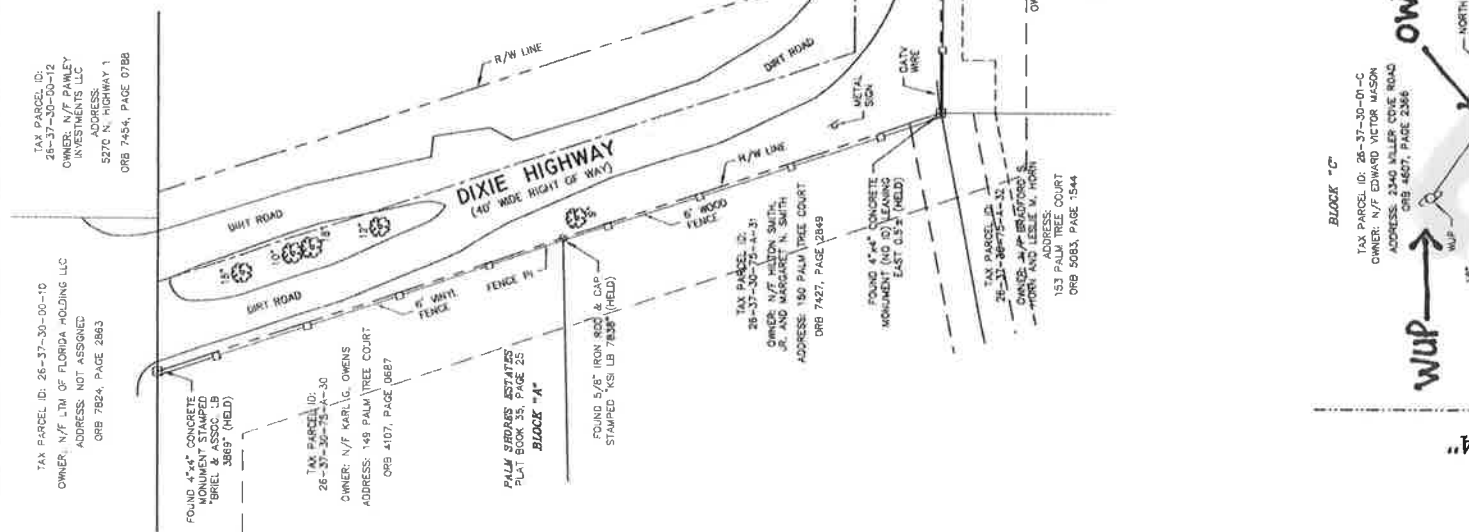 TAX PARCEL ID:
26-37-30-00-12
OWNER: N/F PAWLEY
INVESTMENTS LLC
ADDRESS:
5270 N. HIGHWAY 1
ORB 7454, PAGE 0788
TAX PARCEL ID: 26-37-30-00-10
OWNER: N/F LTM OF FLORIDA HOLDING LLC
ADDRESS: NOT ASSIGNED
ORB 7824, PAGE 2863
R/W LINE
DIRT ROAD
DIRT ROAD
18"
10"
18"
12"
DIRT ROAD
DIXIE HIGHWAY
(40' WIDE RIGHT OF WAY)
METAL
SIGN
CATV
WIRE
R/W LINE
6' WOOD
FENCE
FENCE PI
6' VINYL
FENCE
FOUND 4"x4" CONCRETE
MONUMENT STAMPED
"BRIEL & ASSOC. LB
3869" (HELD)
TAX PARCEL ID:
26-37-30-75-A-30
OWNER: N/F KARL G. OWENS
ADDRESS: 149 PALM TREE COURT
ORB 4107, PAGE 0687
PALM SHORES ESTATES
PLAT BOOK 35, PAGE 25
BLOCK "A"
FOUND 5/8" IRON ROD & CAP
STAMPED "KSI LB 7838" (HELD)
TAX PARCEL ID:
26-37-30-75-A-31
OWNER: N/F HILTON SMITH,
JR. AND MARGARET N. SMITH
ADDRESS: 150 PALM TREE COURT
ORB 7427, PAGE 2849
FOUND 4"x4" CONCRETE
MONUMENT (NO ID) LEANING
EAST 0.5'± (HELD)
TAX PARCEL ID:
26-37-30-75-A-32
OWNER: N/F BRADFORD S.
HORN AND LESLIE M. HORN
ADDRESS:
153 PALM TREE COURT
ORB 5083, PAGE 1544
BLOCK "C"
TAX PARCEL ID: 26-37-30-01-C
OWNER: N/F EDWARD VICTOR MASON
ADDRESS: 2340 MILLER COVE ROAD
ORB 4607, PAGE 2366
WUP
WUP
NORTH